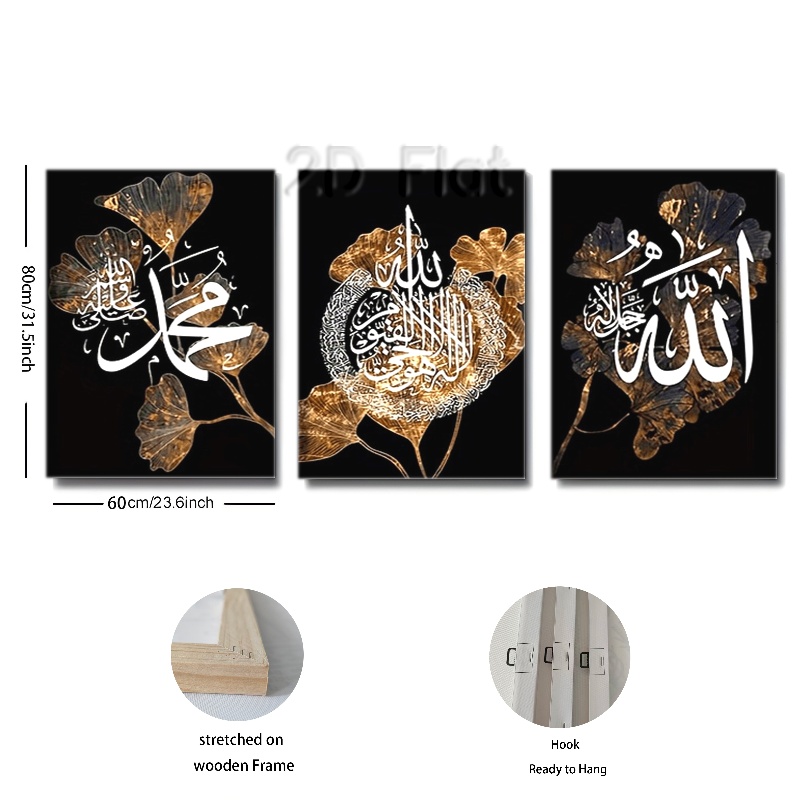 2D Flat
80cm/31.5inch
محمد
صلى الله عليه وسلم
الله
الله لا إله إلا هو الحي القيوم
الله
جل جلاله
60cm/23.6inch
stretched on
wooden Frame
Hook
Ready to Hang